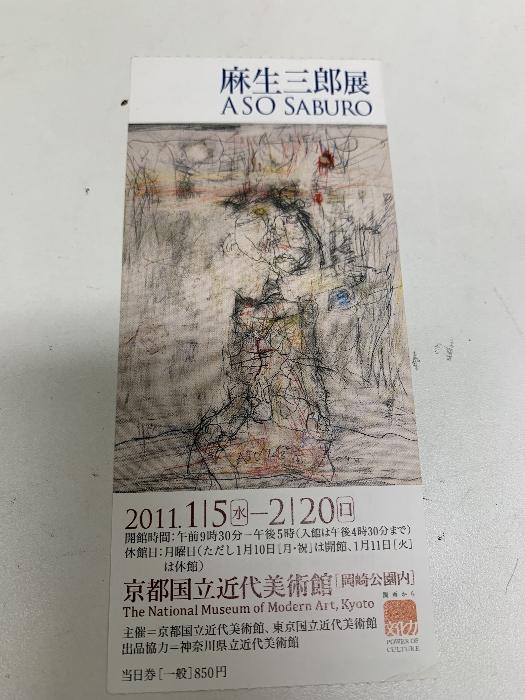 麻生三郎展
ASO SABURO
2011.1|5[水]—2|20[日]
開館時間:午前9時30分—午後5時(入館は午後4時30分まで)
休館日:月曜日(ただし1月10日[月・祝]は開館、1月11日[火]
は休館)
京都国立近代美術館[岡崎公園内]
The National Museum of Modern Art, Kyoto
主催=京都国立近代美術館、東京国立近代美術館
出品協力=神奈川県立近代美術館
当日券[一般]850円
関西から
文化力
POWER OF
CULTURE